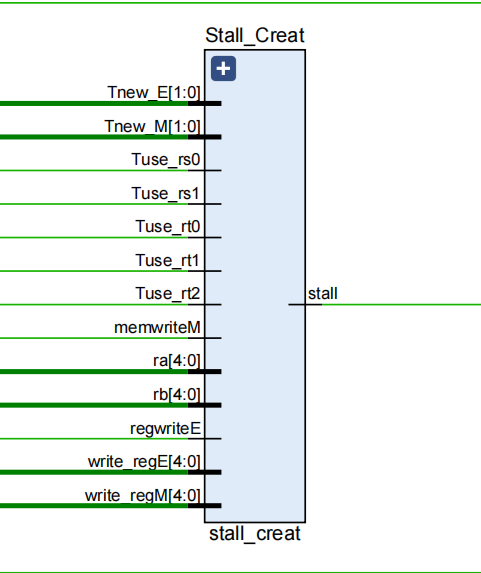 Stall_Creat
Tnew_E[1:0]
Tnew_M[1:0]
Tuse_rs0
Tuse_rs1
Tuse_rt0
Tuse_rt1
Tuse_rt2
stall
memwriteM
ra[4:0]
rb[4:0]
regwriteE
write_regE[4:0]
write_regM[4:0]
stall_creat